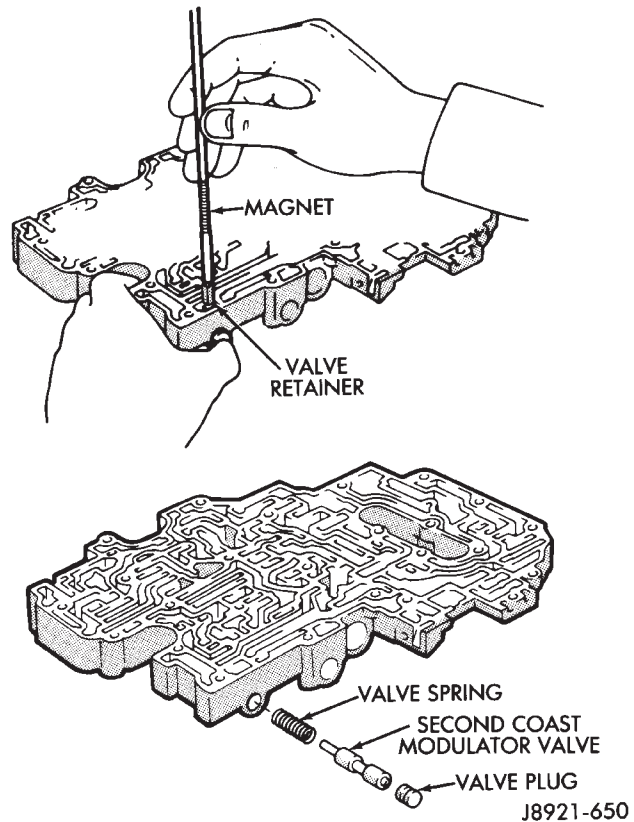 MAGNET
VALVE
RETAINER
VALVE SPRING
SECOND COAST
MODULATOR VALVE
VALVE PLUG
J8921-650